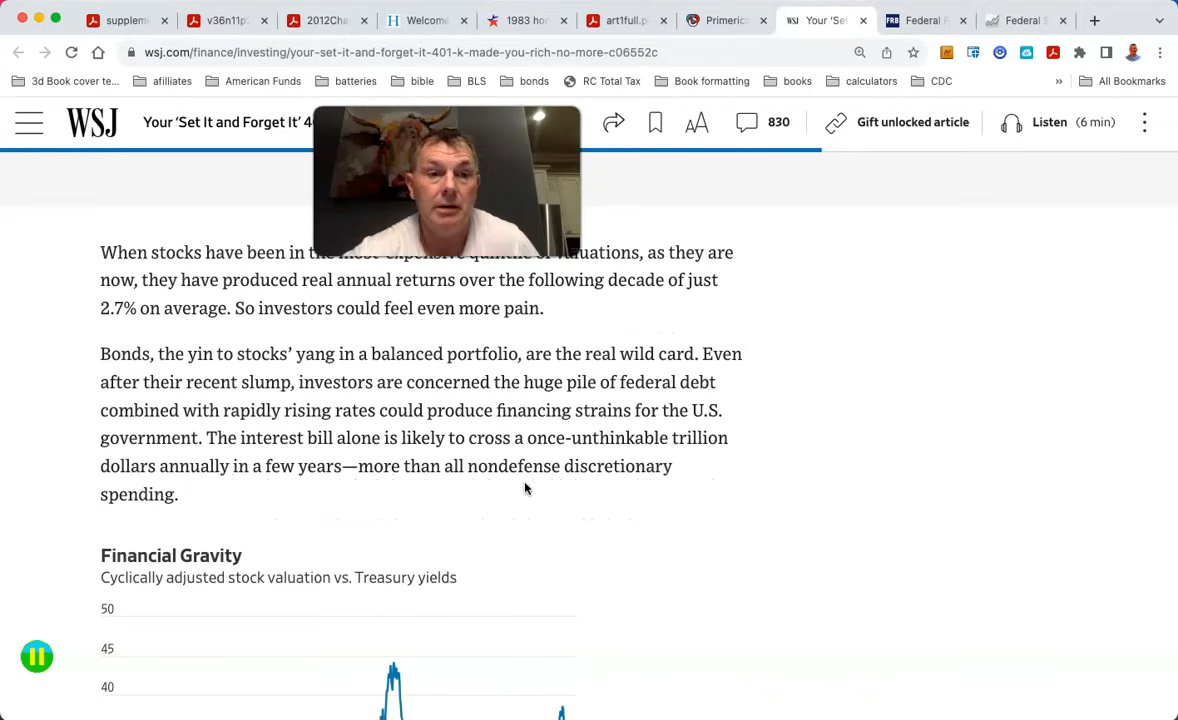 supplem
v36n11p
2012Cha
Welcome
1983 ho
art1full.p
Primerica
WSJ
Your 'Set
FRB
Federal R
Federal
wsj.com/finance/investing/your-set-it-and-forget-it-401-k-made-you-rich-no-more-c06552c
3d Book cover te...
afilliates
American Funds
batteries
bible
BLS
bonds
RC Total Tax
Book formatting
books
calculators
CDC
»
All Bookmarks
WSJ
Your 'Set It and Forget It' 4
AA
830
Gift unlocked article
Listen (6 min)
When stocks have been in the most expensive quintile of valuations, as they are
now, they have produced real annual returns over the following decade of just
2.7% on average. So investors could feel even more pain.
Bonds, the yin to stocks' yang in a balanced portfolio, are the real wild card. Even
after their recent slump, investors are concerned the huge pile of federal debt
combined with rapidly rising rates could produce financing strains for the U.S.
government. The interest bill alone is likely to cross a once-unthinkable trillion
dollars annually in a few years—more than all nondefense discretionary
spending.
Financial Gravity
Cyclically adjusted stock valuation vs. Treasury yields
50
45
40